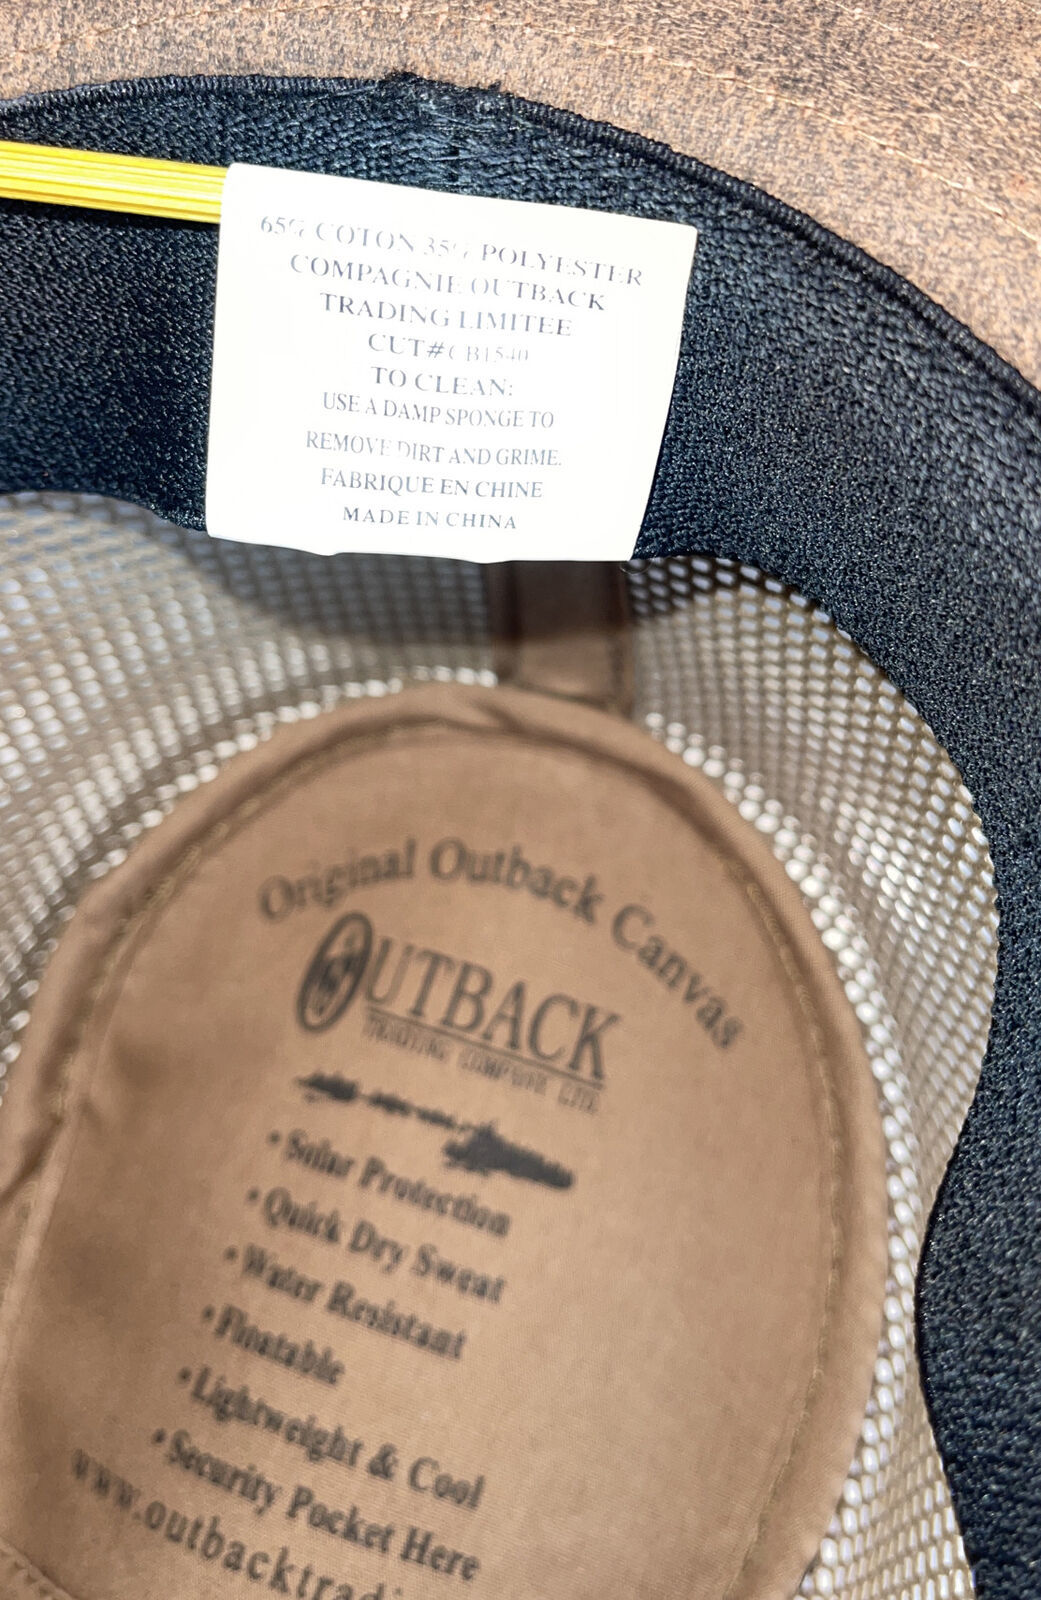 65% COTON 35% POLYESTER
COMPAGNIE OUTBACK
TRADING LIMITEE
CUT#CB1540
TO CLEAN:
USE A DAMP SPONGE TO
REMOVE DIRT AND GRIME.
FABRIQUE EN CHINE
MADE IN CHINA
Original Outback Canvas
OUTBACK
TRADING COMPANY LTD
• Solar Protection
• Quick Dry Sweat
• Water Resistant
• Floatable
• Lightweight & Cool
• Security Pocket Here
www.outbacktradi